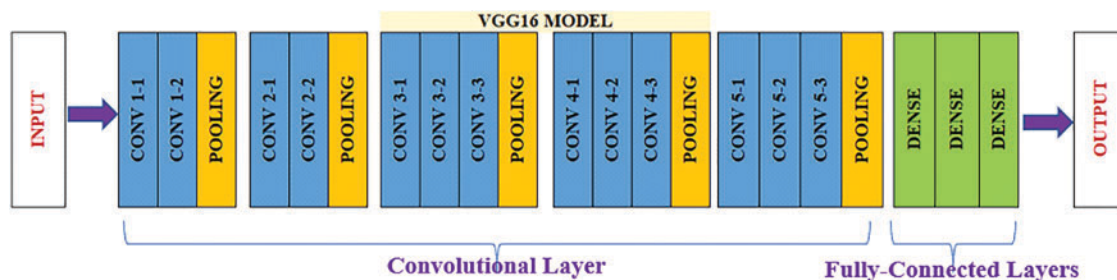 VGG16 MODEL
INPUT
CONV 1-1
CONV 1-2
POOLING
CONV 2-1
CONV 2-2
POOLING
CONV 3-1
CONV 3-2
CONV 3-3
POOLING
CONV 4-1
CONV 4-2
CONV 4-3
POOLING
CONV 5-1
CONV 5-2
CONV 5-3
POOLING
DENSE
DENSE
DENSE
OUTPUT
Convolutional Layer
Fully-Connected Layers